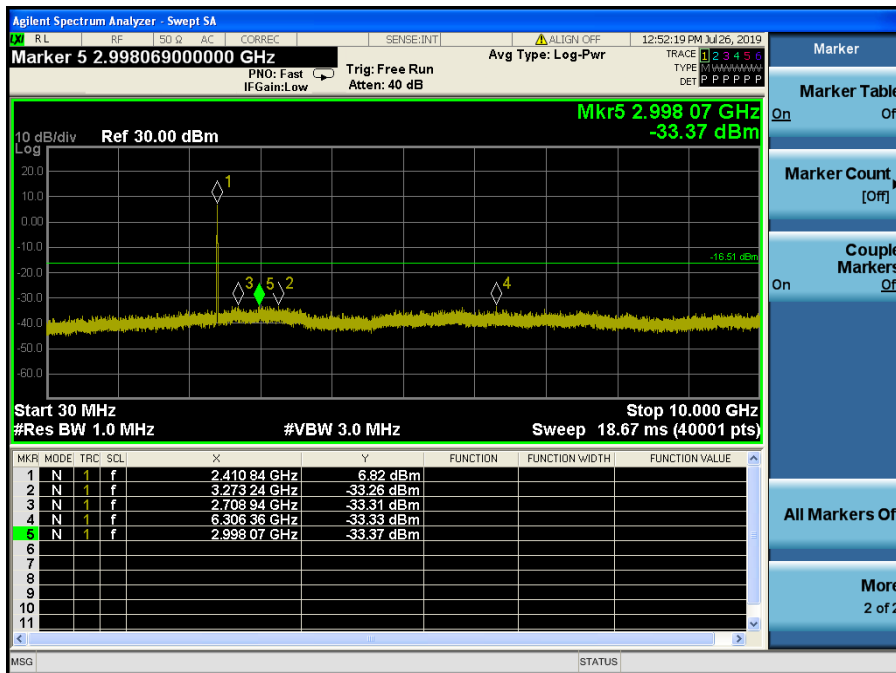 Agilent Spectrum Analyzer - Swept SA
LXI RL RF 50 Ω AC CORREC SENSE:INT ALIGN OFF 12:52:19 PM Jul 26, 2019
Marker 5 2.998069000000 GHz
PNO: Fast
IFGain:Low
Trig: Free Run
Atten: 40 dB
Avg Type: Log-Pwr
TRACE 1 2 3 4 5 6
TYPE M W W W W W
DET P P P P P P
Mkr5 2.998 07 GHz
-33.37 dBm
10 dB/div Ref 30.00 dBm
Log
20.0
10.0
0.00
-10.0
-20.0
-30.0
-40.0
-50.0
-60.0
1
3 5 2
4
-16.51 dBm
Start 30 MHz Stop 10.000 GHz
#Res BW 1.0 MHz #VBW 3.0 MHz Sweep 18.67 ms (40001 pts)
MKR MODE TRC SCL X Y FUNCTION FUNCTION WIDTH FUNCTION VALUE
1 N 1 f 2.410 84 GHz 6.82 dBm
2 N 1 f 3.273 24 GHz -33.26 dBm
3 N 1 f 2.708 94 GHz -33.31 dBm
4 N 1 f 6.306 36 GHz -33.33 dBm
5 N 1 f 2.998 07 GHz -33.37 dBm
6
7
8
9
10
11
MSG STATUS
Marker
Marker Table
On Of
Marker Count
[Off]
Couple
Markers
On Of
All Markers Of
More
2 of 2